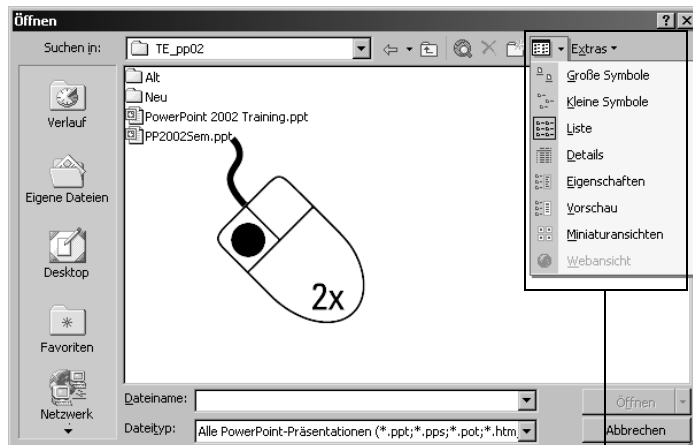 Öffnen
Suchen in:
TE_pp02
Extras
Alt
Neu
PowerPoint 2002 Training.ppt
PP2002Sem.ppt
Große Symbole
Kleine Symbole
Liste
Details
Eigenschaften
Vorschau
Miniaturansichten
Webansicht
Verlauf
Eigene Dateien
Desktop
Favoriten
Netzwerk
2x
Dateiname:
Öffnen
Dateityp:
Alle PowerPoint-Präsentationen (*.ppt;*.pps;*.pot;*.htm
Abbrechen